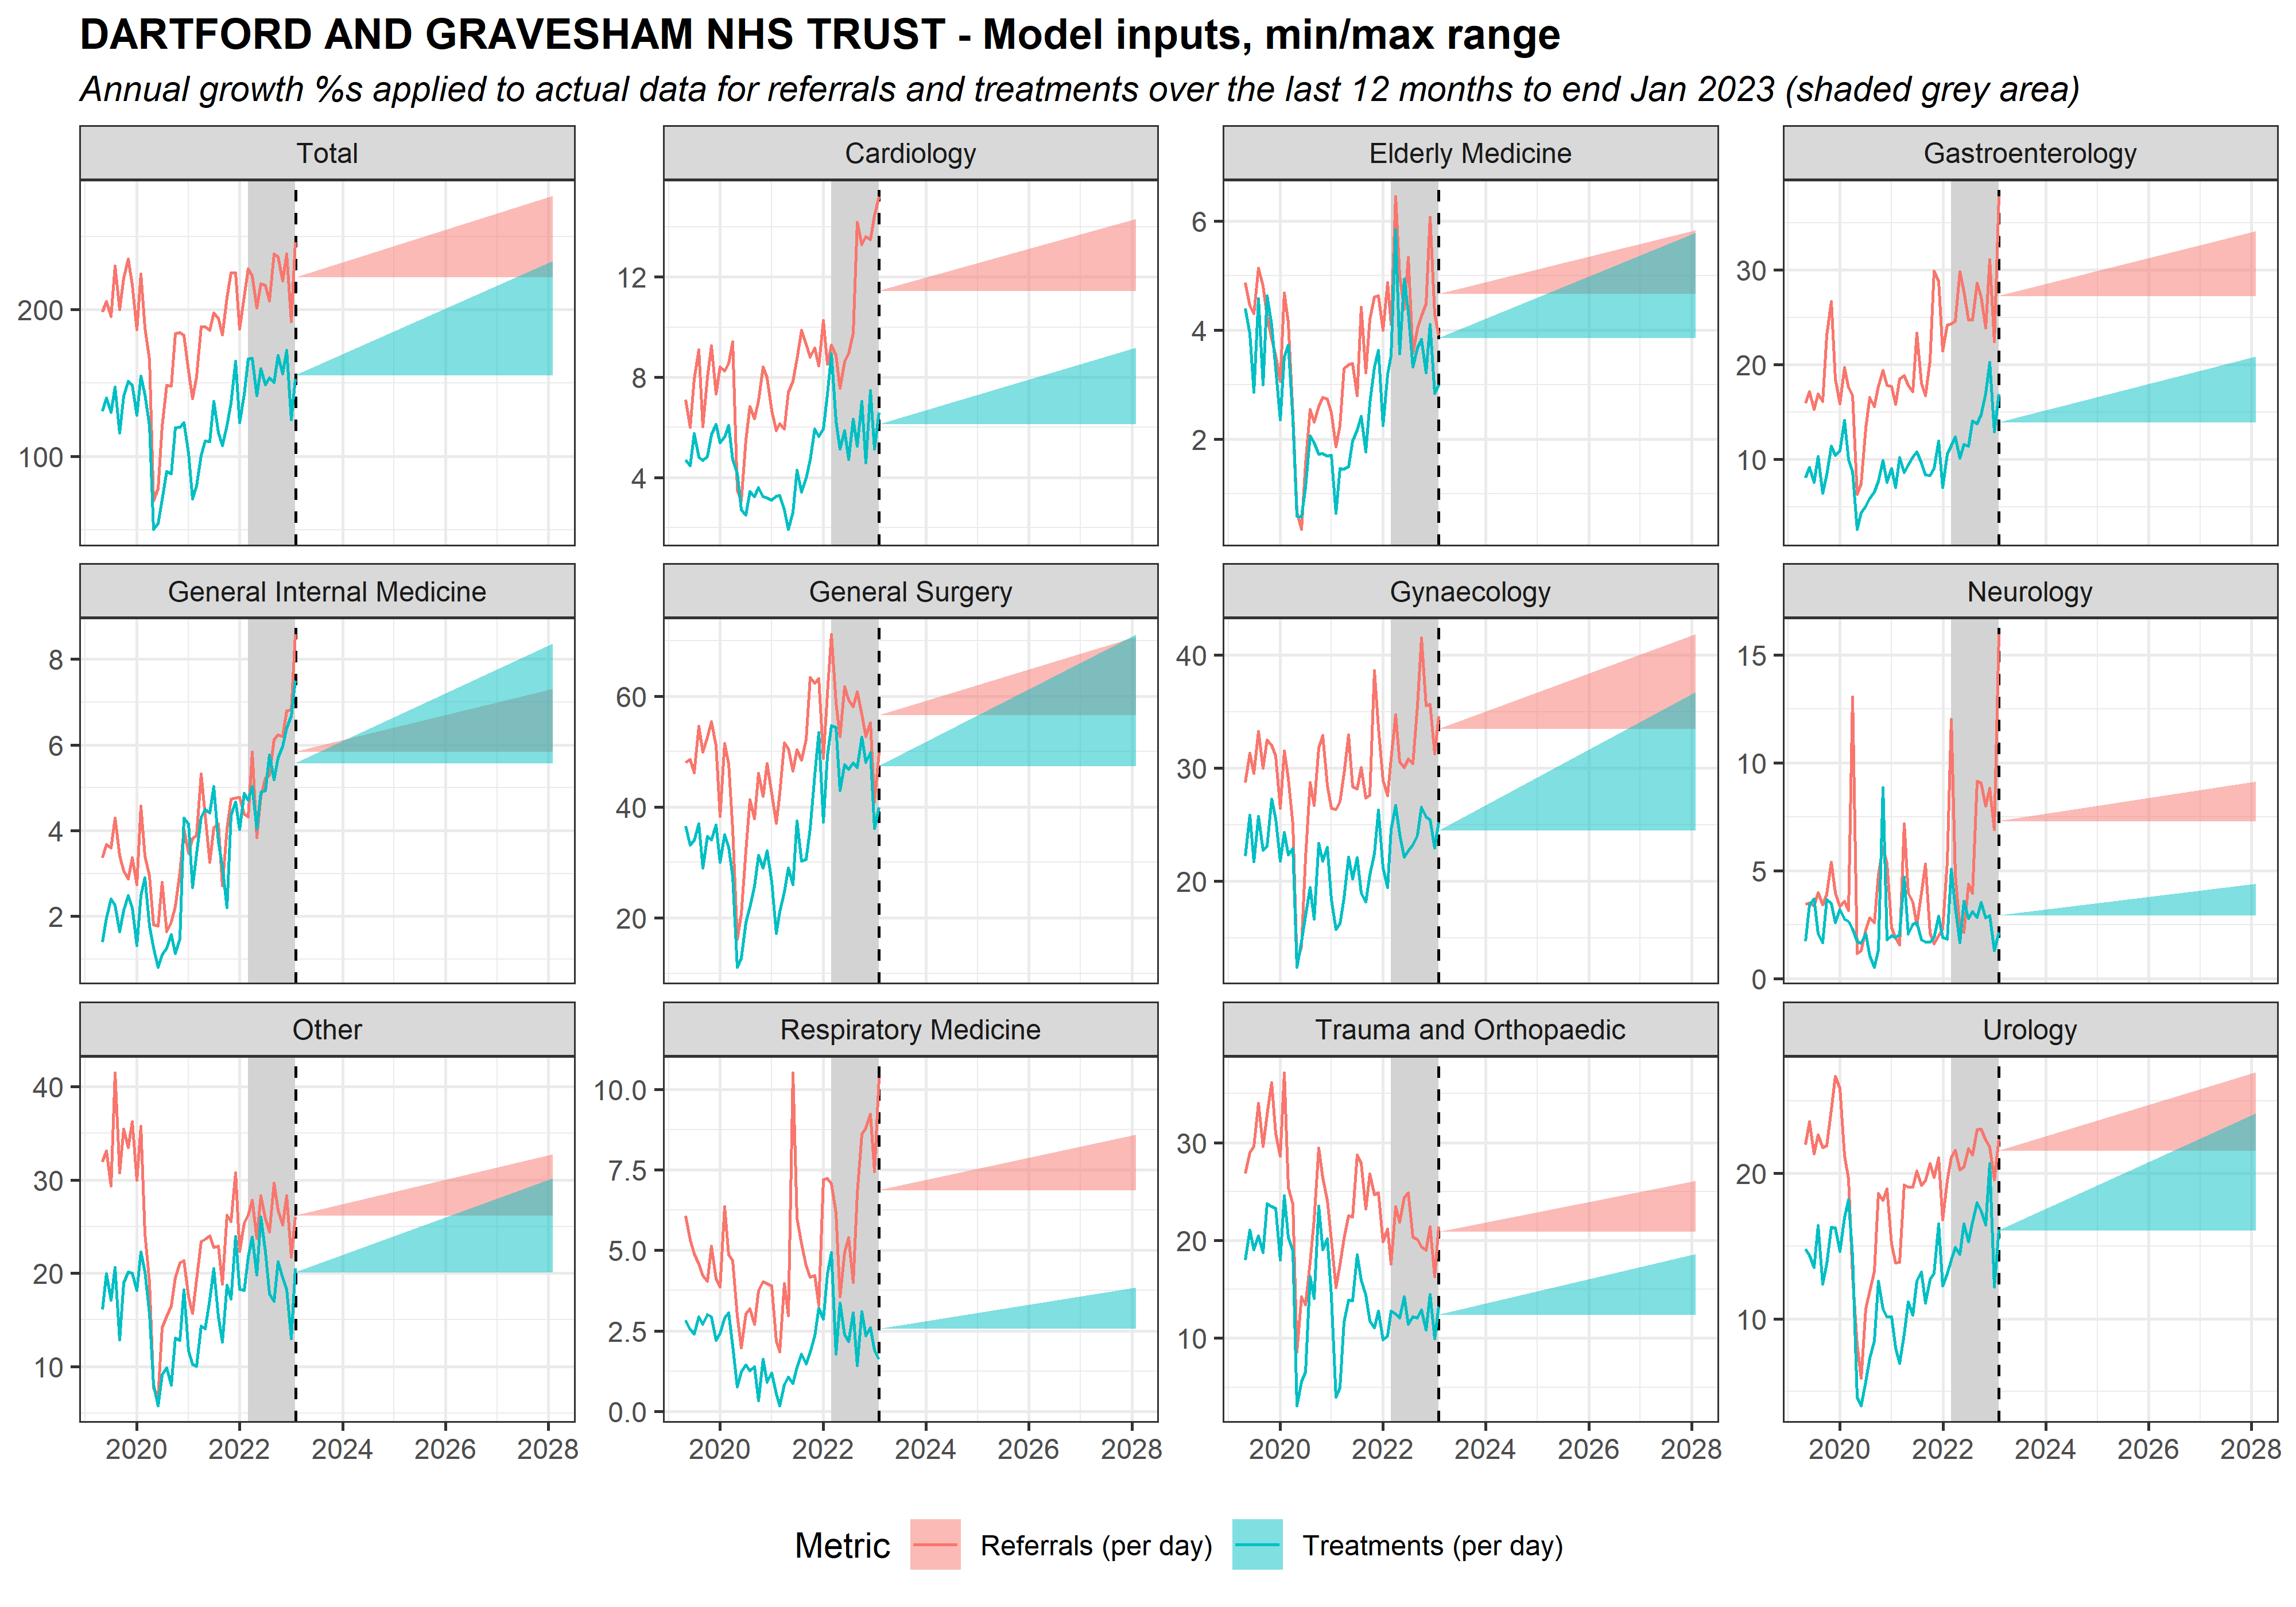 DARTFORD AND GRAVESHAM NHS TRUST - Model inputs, min/max range
Annual growth %s applied to actual data for referrals and treatments over the last 12 months to end Jan 2023 (shaded grey area)
Total
Cardiology
Elderly Medicine
Gastroenterology
200
100
12
8
4
6
4
2
30
20
10
General Internal Medicine
General Surgery
Gynaecology
Neurology
8
6
4
2
60
40
20
40
30
20
15
10
5
0
Other
Respiratory Medicine
Trauma and Orthopaedic
Urology
40
30
20
10
10.0
7.5
5.0
2.5
0.0
30
20
10
20
10
2020 2022 2024 2026 2028
2020 2022 2024 2026 2028
2020 2022 2024 2026 2028
2020 2022 2024 2026 2028
Metric Referrals (per day) Treatments (per day)